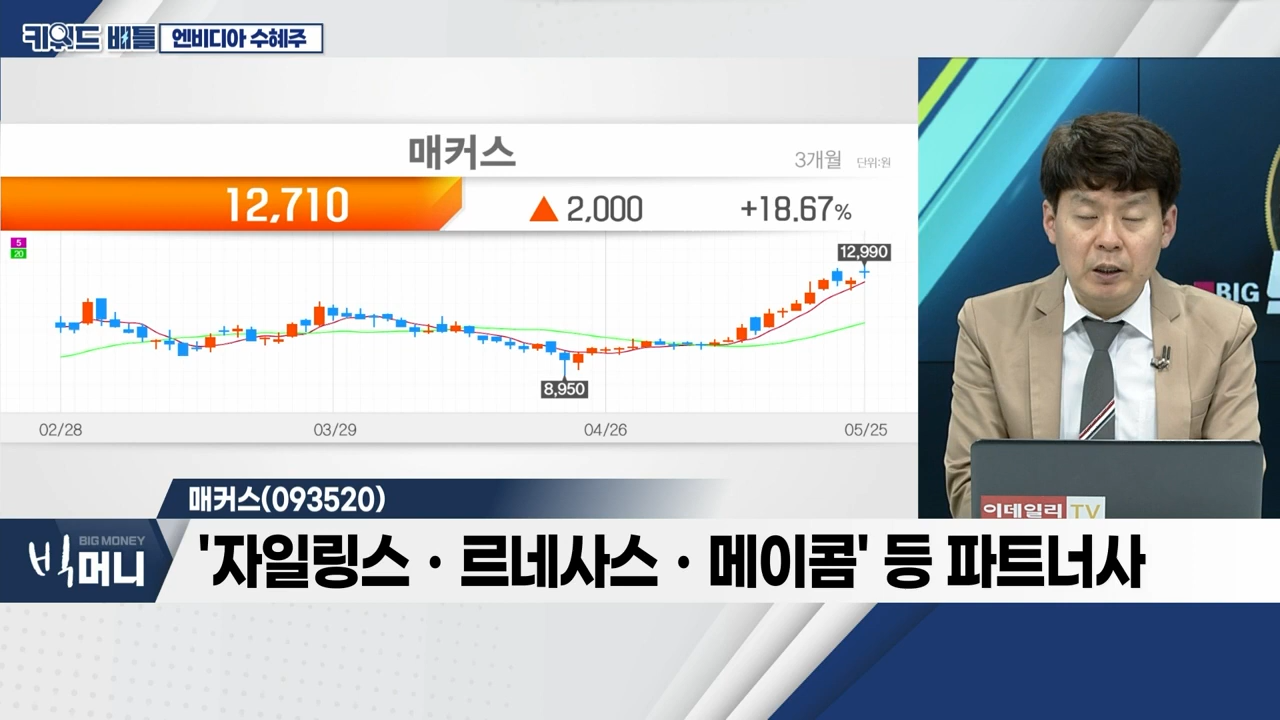 키워드 배틀 엔비디아 수혜주
매커스
3개월 단위:원
12,710 ▲ 2,000 +18.67%
5
20
12,990
8,950
02/28 03/29 04/26 05/25
BIG
이데일리 TV
매커스(093520)
BIG MONEY
빅머니
'자일링스·르네사스·메이콤' 등 파트너사